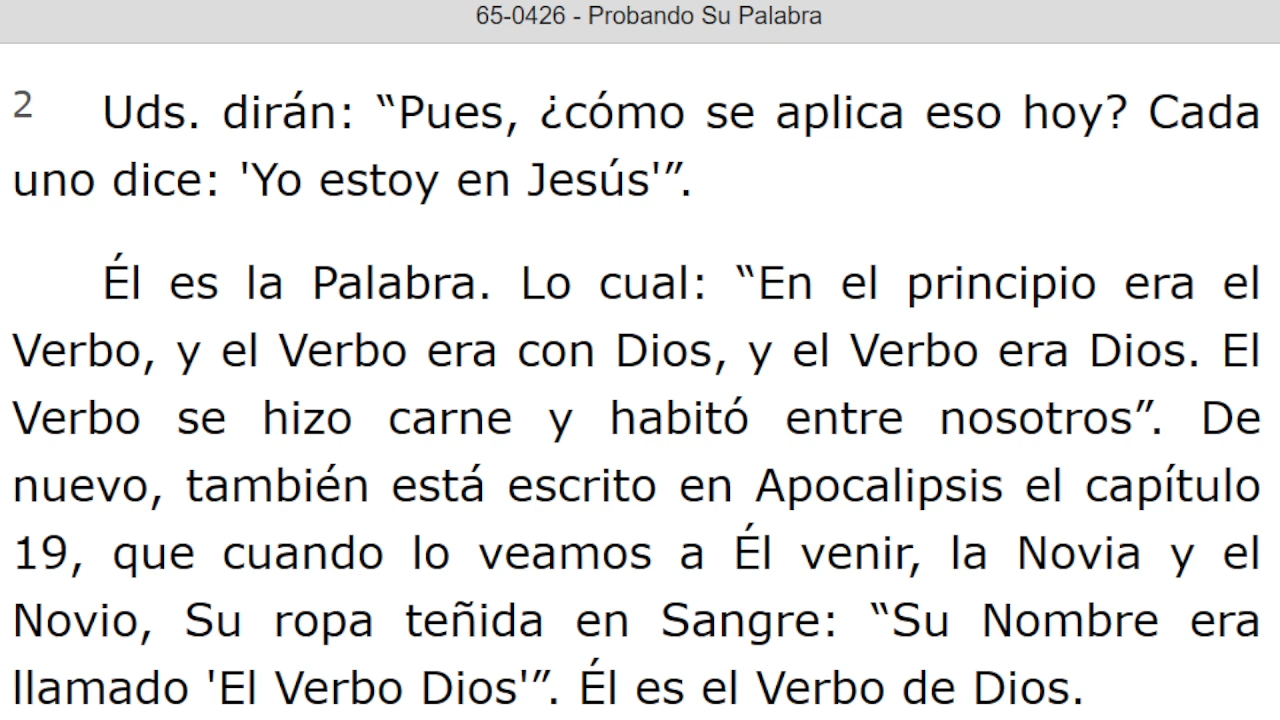 65-0426 - Probando Su Palabra
2 Uds. dirán: “Pues, ¿cómo se aplica eso hoy? Cada
uno dice: 'Yo estoy en Jesús'”.
Él es la Palabra. Lo cual: “En el principio era el
Verbo, y el Verbo era con Dios, y el Verbo era Dios. El
Verbo se hizo carne y habitó entre nosotros”. De
nuevo, también está escrito en Apocalipsis el capítulo
19, que cuando lo veamos a Él venir, la Novia y el
Novio, Su ropa teñida en Sangre: “Su Nombre era
llamado 'El Verbo Dios'”. Él es el Verbo de Dios.